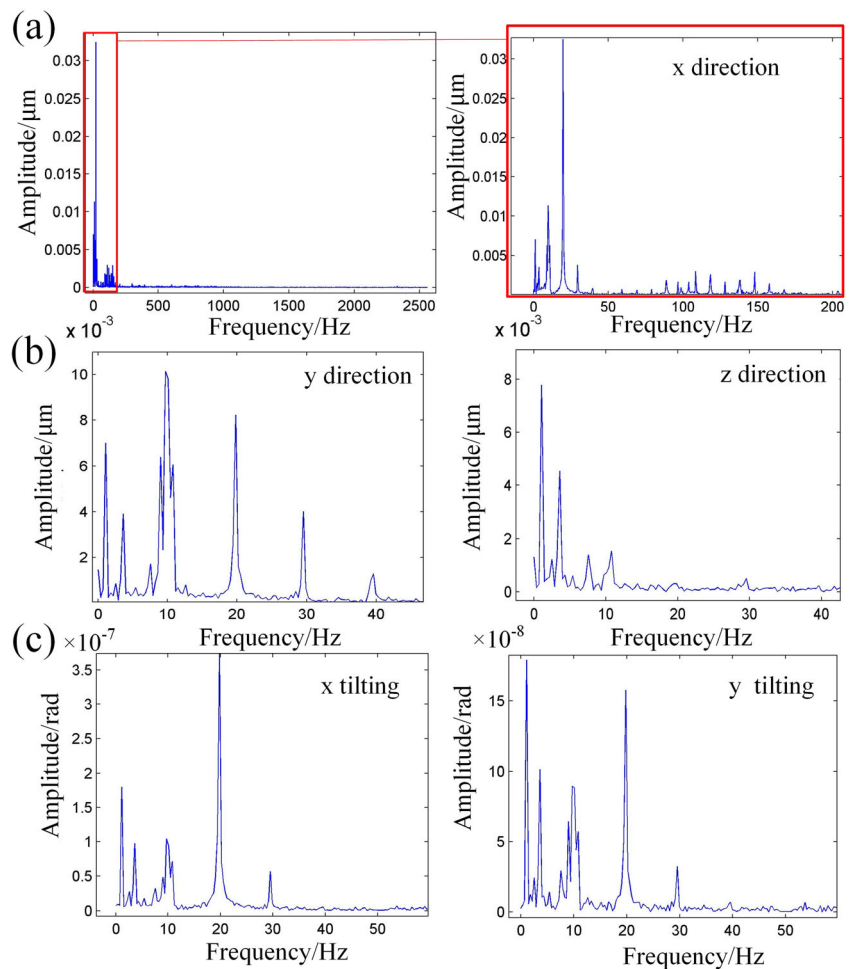 (a)
Amplitude/μm
0.03
0.025
0.02
0.015
0.01
0.005
0
0 500 1000 1500 2000 2500
Frequency/Hz
x direction
Amplitude/μm
0.03
0.025
0.02
0.015
0.01
0.005
0 50 100 150 200
Frequency/Hz
(b)
x 10⁻³
y direction
Amplitude/μm
10
8
6
4
2
0 10 20 30 40
Frequency/Hz
x 10⁻³
z direction
Amplitude/μm
8
6
4
2
0
0 10 20 30 40
Frequency/Hz
(c)
×10⁻⁷
x tilting
Amplitude/rad
3.5
3
2.5
2
1.5
1
0.5
0
0 10 20 30 40 50
Frequency/Hz
×10⁻⁸
y tilting
Amplitude/rad
15
10
5
0
0 10 20 30 40 50
Frequency/Hz